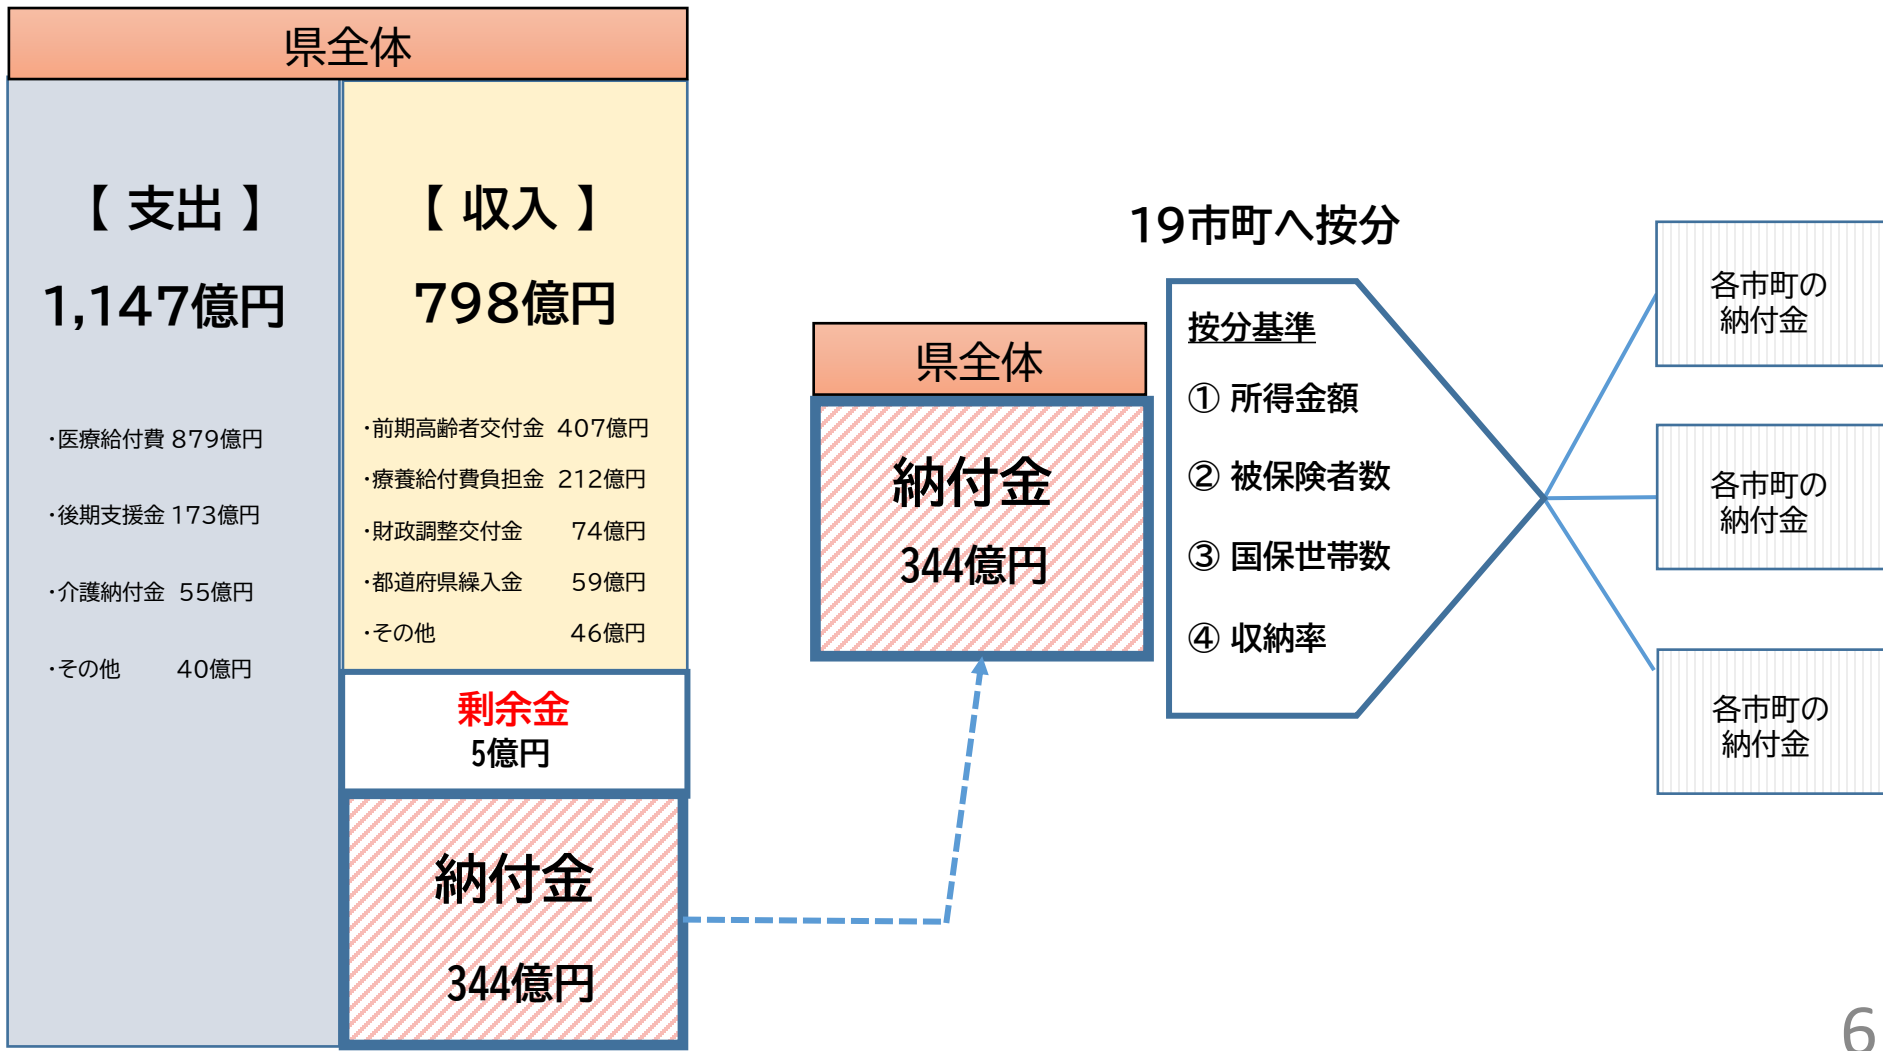 県全体
【 支出 】
1,147億円
・医療給付費 879億円
・後期支援金 173億円
・介護納付金 55億円
・その他 40億円
【 収入 】
798億円
・前期高齢者交付金 407億円
・療養給付費負担金 212億円
・財政調整交付金 74億円
・都道府県繰入金 59億円
・その他 46億円
剰余金
5億円
納付金
344億円
県全体
納付金
344億円
19市町へ按分
按分基準
① 所得金額
② 被保険者数
③ 国保世帯数
④ 収納率
各市町の
納付金
各市町の
納付金
各市町の
納付金
6